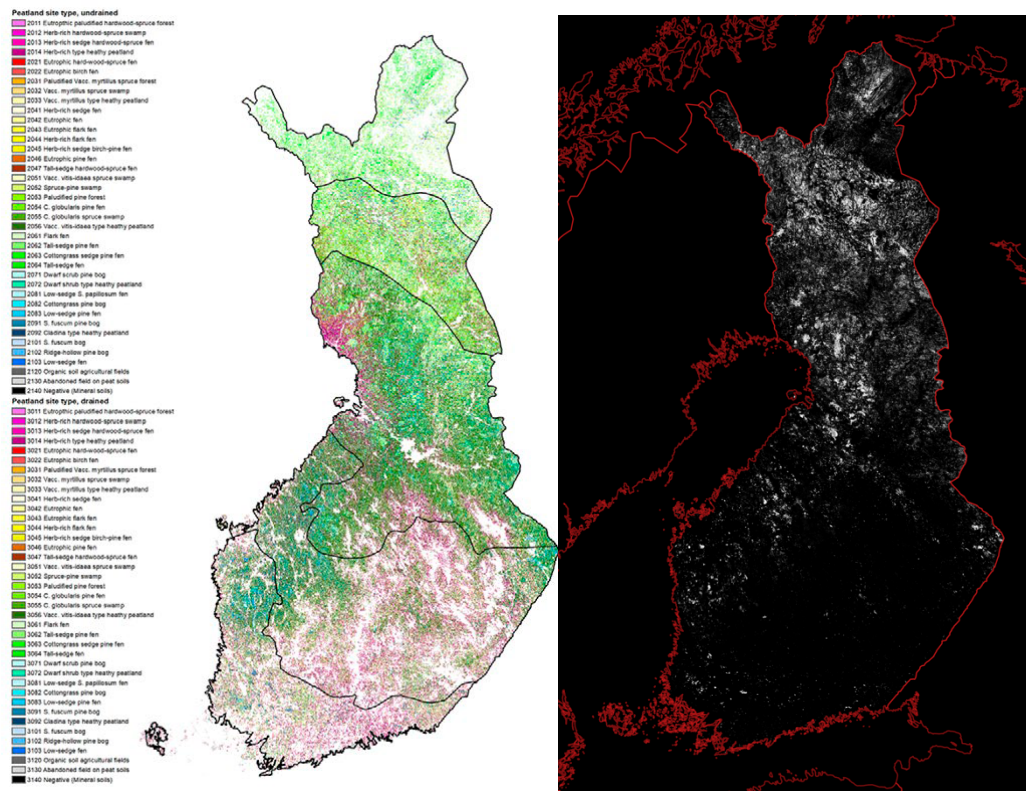 Peatland site type, undrained
2011 Eutropthic paludified hardwood-spruce forest
2012 Herb-rich hardwood-spruce swamp
2013 Herb-rich sedge hardwood-spruce fen
2014 Herb-rich type heathy peatland
2021 Eutrophic hard-wood-spruce fen
2022 Eutrophic birch fen
2031 Paludified Vacc. myrtillus spruce forest
2032 Vacc. myrtillus spruce swamp
2033 Vacc. myrtillus type heathy peatland
2041 Herb-rich sedge fen
2042 Eutrophic fen
2043 Eutrophic flark fen
2044 Herb-rich flark fen
2045 Herb-rich sedge birch-pine fen
2046 Eutrophic pine fen
2047 Tall-sedge hardwood-spruce fen
2051 Vacc. vitis-idaea spruce swamp
2052 Spruce-pine swamp
2053 Paludified pine forest
2054 C. globularis pine fen
2055 C. globularis spruce swamp
2056 Vacc. vitis-idaea type heathy peatland
2061 Flark fen
2062 Tall-sedge pine fen
2063 Cottongrass sedge pine fen
2064 Tall-sedge fen
2071 Dwarf scrub pine bog
2072 Dwarf shrub type heathy peatland
2081 Low-sedge S. papillosum fen
2082 Cottongrass pine bog
2083 Low-sedge pine fen
2091 S. fuscum pine bog
2092 Cladina type heathy peatland
2101 S. fuscum bog
2102 Ridge-hollow pine bog
2103 Low-sedge fen
2120 Organic soil agricultural fields
2130 Abandoned field on peat soils
2140 Negative (Mineral soils)
Peatland site type, drained
3011 Eutropthic paludified hardwood-spruce forest
3012 Herb-rich hardwood-spruce swamp
3013 Herb-rich sedge hardwood-spruce fen
3014 Herb-rich type heathy peatland
3021 Eutrophic hard-wood-spruce fen
3022 Eutrophic birch fen
3031 Paludified Vacc. myrtillus spruce forest
3032 Vacc. myrtillus spruce swamp
3033 Vacc. myrtillus type heathy peatland
3041 Herb-rich sedge fen
3042 Eutrophic fen
3043 Eutrophic flark fen
3044 Herb-rich flark fen
3045 Herb-rich sedge birch-pine fen
3046 Eutrophic pine fen
3047 Tall-sedge hardwood-spruce fen
3051 Vacc. vitis-idaea spruce swamp
3052 Spruce-pine swamp
3053 Paludified pine forest
3054 C. globularis pine fen
3055 C. globularis spruce swamp
3056 Vacc. vitis-idaea type heathy peatland
3061 Flark fen
3062 Tall-sedge pine fen
3063 Cottongrass sedge pine fen
3064 Tall-sedge fen
3071 Dwarf scrub pine bog
3072 Dwarf shrub type heathy peatland
3081 Low-sedge S. papillosum fen
3082 Cottongrass pine bog
3083 Low-sedge pine fen
3091 S. fuscum pine bog
3092 Cladina type heathy peatland
3101 S. fuscum bog
3102 Ridge-hollow pine bog
3103 Low-sedge fen
3120 Organic soil agricultural fields
3130 Abandoned field on peat soils
3140 Negative (Mineral soils)